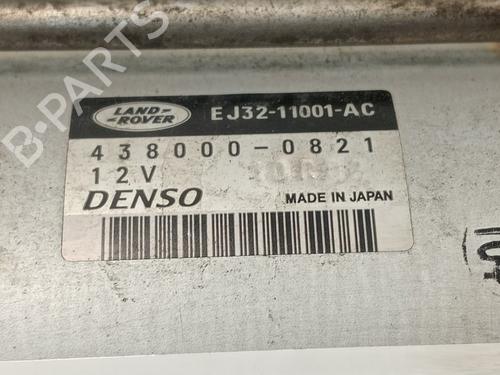 B-PARTS
LAND-
-ROVER
EJ32-11001-AC
438000-0821
12V
DENSO
MADE IN JAPAN